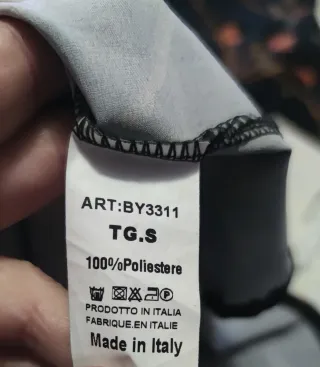 ART:BY3311
TG.S
100%Poliestere
PRODOTTO IN ITALIA
FABRIQUE.EN ITALIE
Made in Italy